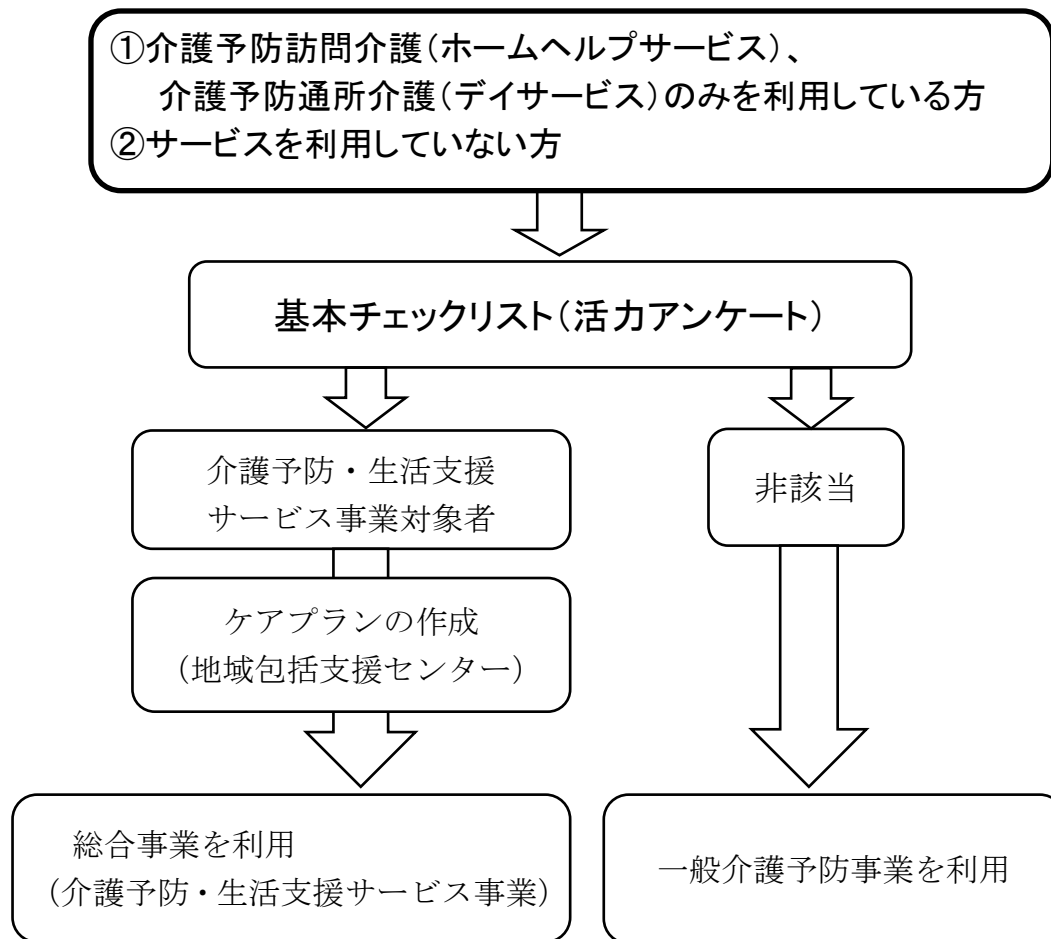 ①介護予防訪問介護（ホームヘルプサービス）、
介護予防通所介護（デイサービス）のみを利用している方
②サービスを利用していない方
基本チェックリスト（活力アンケート）
介護予防・生活支援
サービス事業対象者
非該当
ケアプランの作成
（地域包括支援センター）
総合事業を利用
（介護予防・生活支援サービス事業）
一般介護予防事業を利用